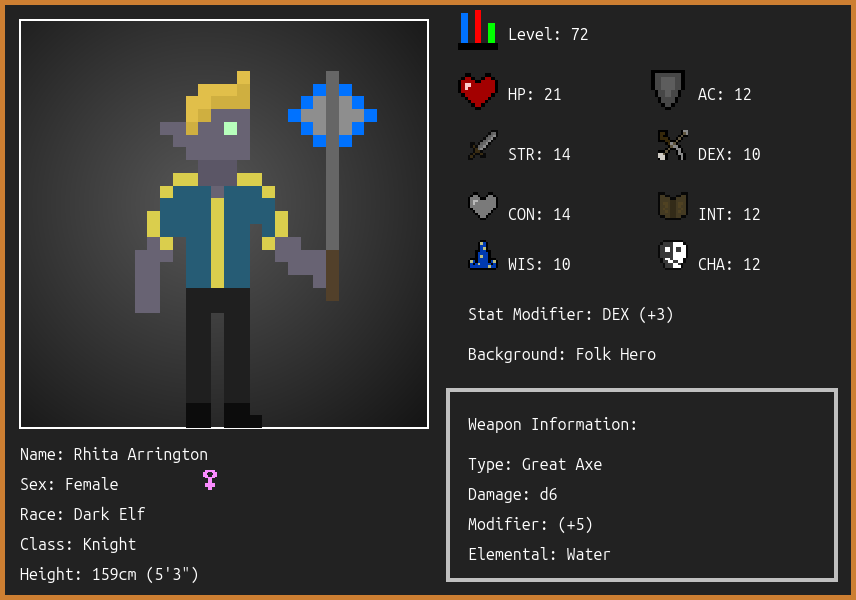 Level: 72
HP: 21
AC: 12
STR: 14
DEX: 10
CON: 14
INT: 12
WIS: 10
CHA: 12
Stat Modifier: DEX (+3)
Background: Folk Hero
Weapon Information:
Type: Great Axe
Damage: d6
Modifier: (+5)
Elemental: Water
Name: Rhita Arrington
Sex: Female
Race: Dark Elf
Class: Knight
Height: 159cm (5'3")